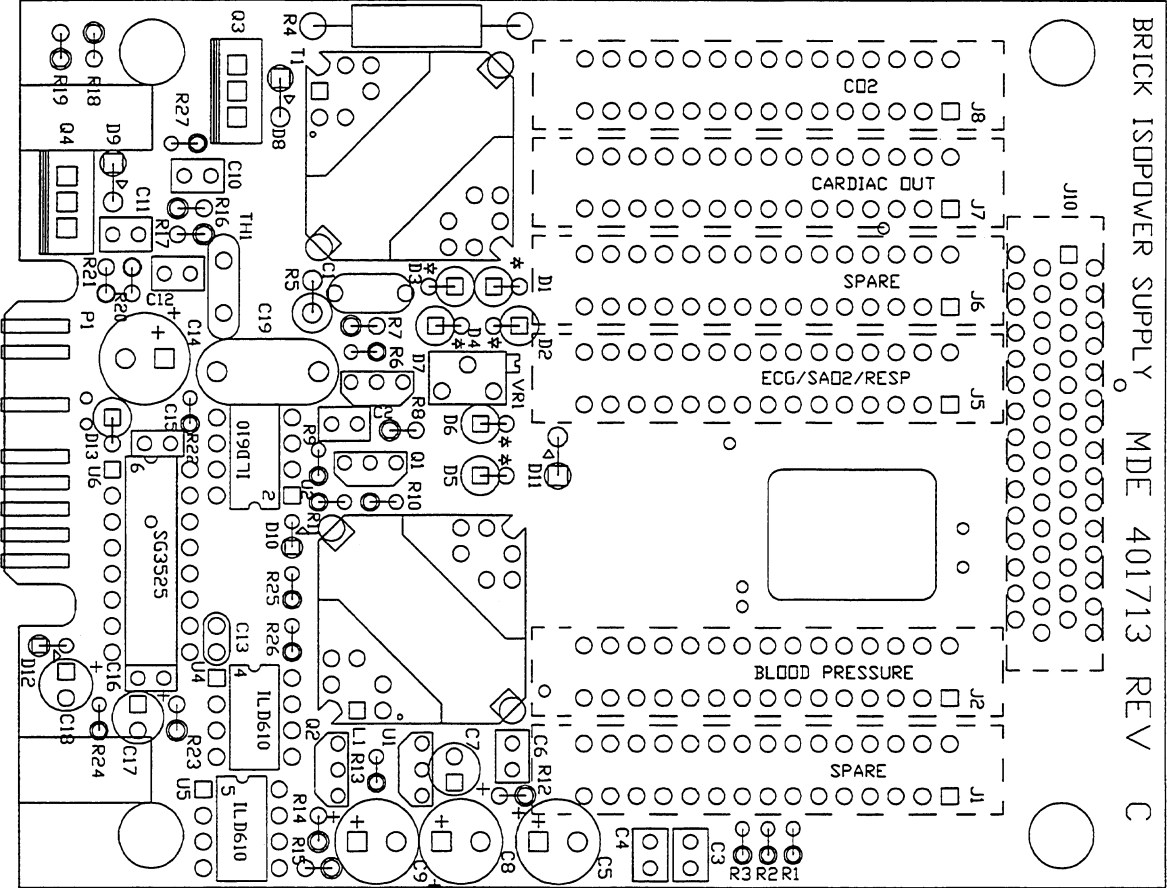 BRICK ISOPOWER SUPPLY MDE 401713 REV C
R19
R18
Q3
R4
T1
D8
R27
Q4
D9
C10
C11
R16
R17
TH1
R21
R20
C12
C1
R5
D3
D1
P1
C14
C19
R7
R6
D4
D2
D7
VR1
R8
C2
D6
D5
D11
C15
R22
D13
U6
6
ILD610
2
U2
R9
Q1
R10
R11
D10
SG3525
R25
R26
C13
U4
4
ILD610
D12
C16
C18
R24
C17
R23
U5
5
ILD610
Q2
L1
R13
U1
C7
C6
R12
R14
R15
C9
C8
C5
C4
C3
R3
R2
R1
CO2
J8
CARDIAC OUT
J7
SPARE
J6
ECG/SAO2/RESP
J5
J10
BLOOD PRESSURE
J2
SPARE
J1